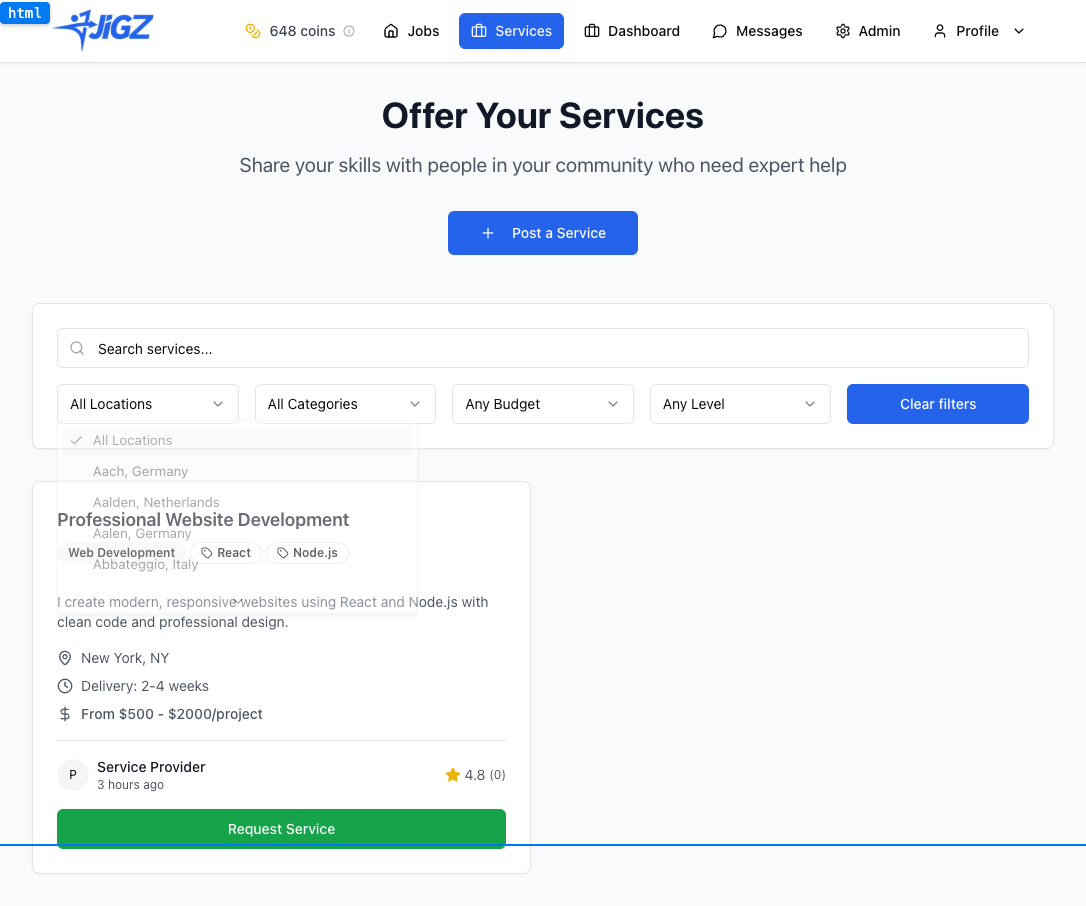 html
JiGZ
648 coins
Jobs
Services
Dashboard
Messages
Admin
Profile
Offer Your Services
Share your skills with people in your community who need expert help
Post a Service
Search services...
All Locations
All Categories
Any Budget
Any Level
Clear filters
All Locations
Aach, Germany
Aalden, Netherlands
Professional Website Development
Aalen, Germany
Web Development
React
Node.js
Abbateggio, Italy
I create modern, responsive websites using React and Node.js with
clean code and professional design.
New York, NY
Delivery: 2-4 weeks
From $500 - $2000/project
P
Service Provider
3 hours ago
4.8 (0)
Request Service